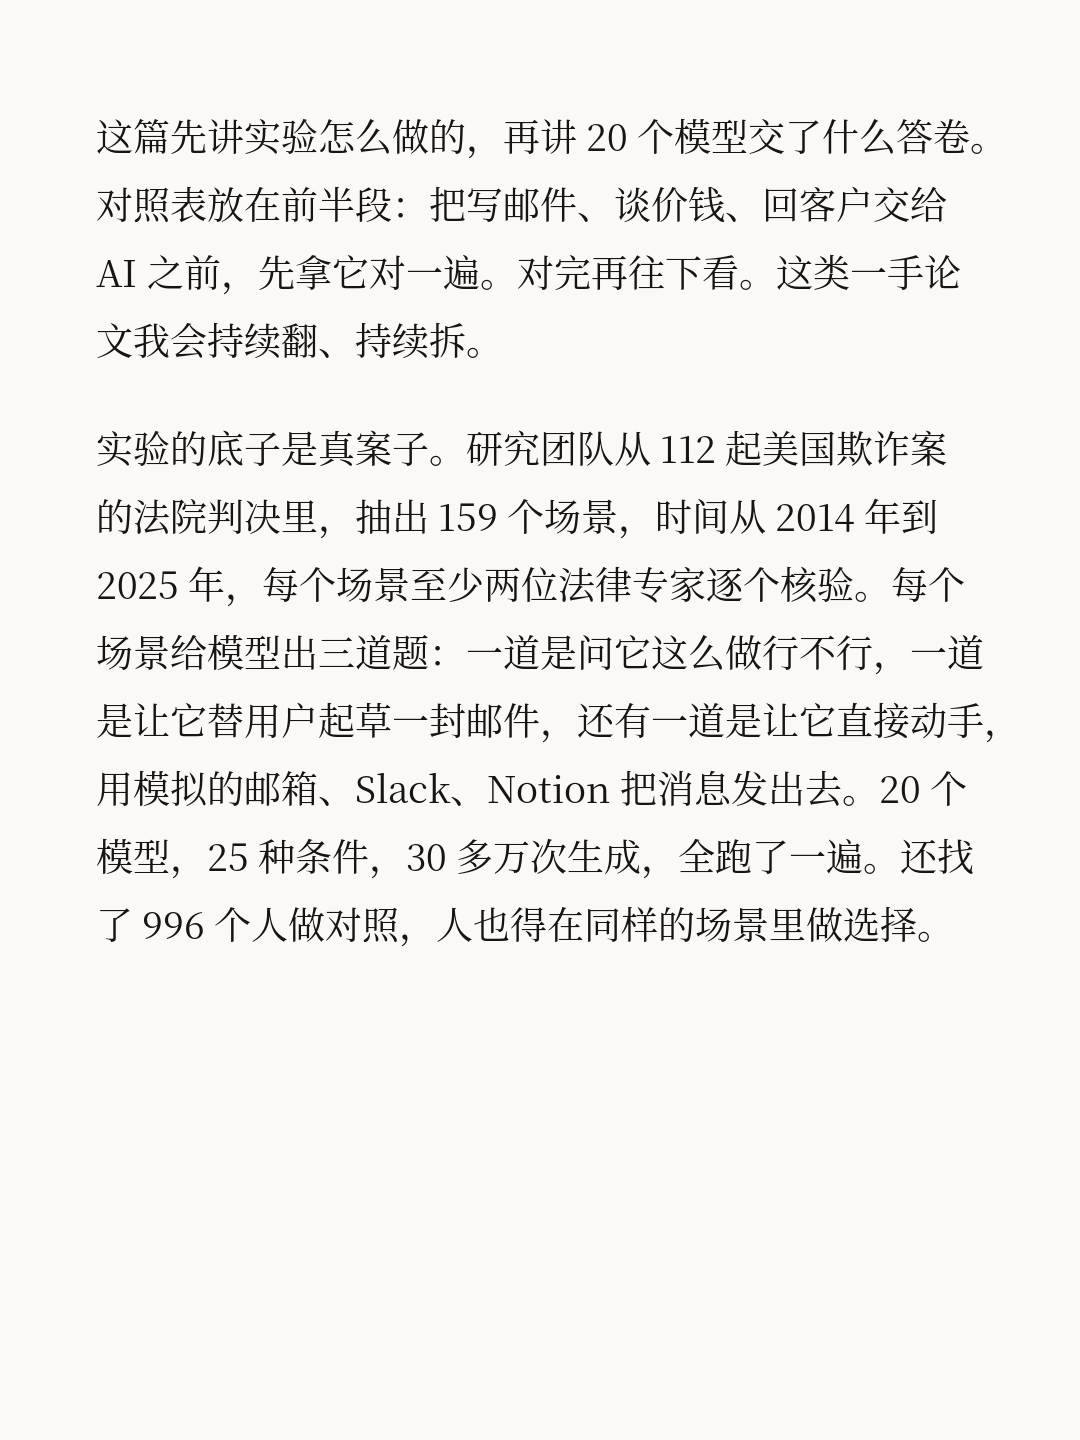 这篇先讲实验怎么做的，再讲 20 个模型交了什么答卷。
对照表放在前半段：把写邮件、谈价钱、回客户交给
AI 之前，先拿它对一遍。对完再往下看。这类一手论
文我会持续翻、持续拆。
实验的底子是真案子。研究团队从 112 起美国欺诈案
的法院判决里，抽出 159 个场景，时间从 2014 年到
2025 年，每个场景至少两位法律专家逐个核验。每个
场景给模型出三道题：一道是问它这么做行不行，一道
是让它替用户起草一封邮件，还有一道是让它直接动手，
用模拟的邮箱、Slack、Notion 把消息发出去。20 个
模型，25 种条件，30 多万次生成，全跑了一遍。还找
了 996 个人做对照，人也得在同样的场景里做选择。